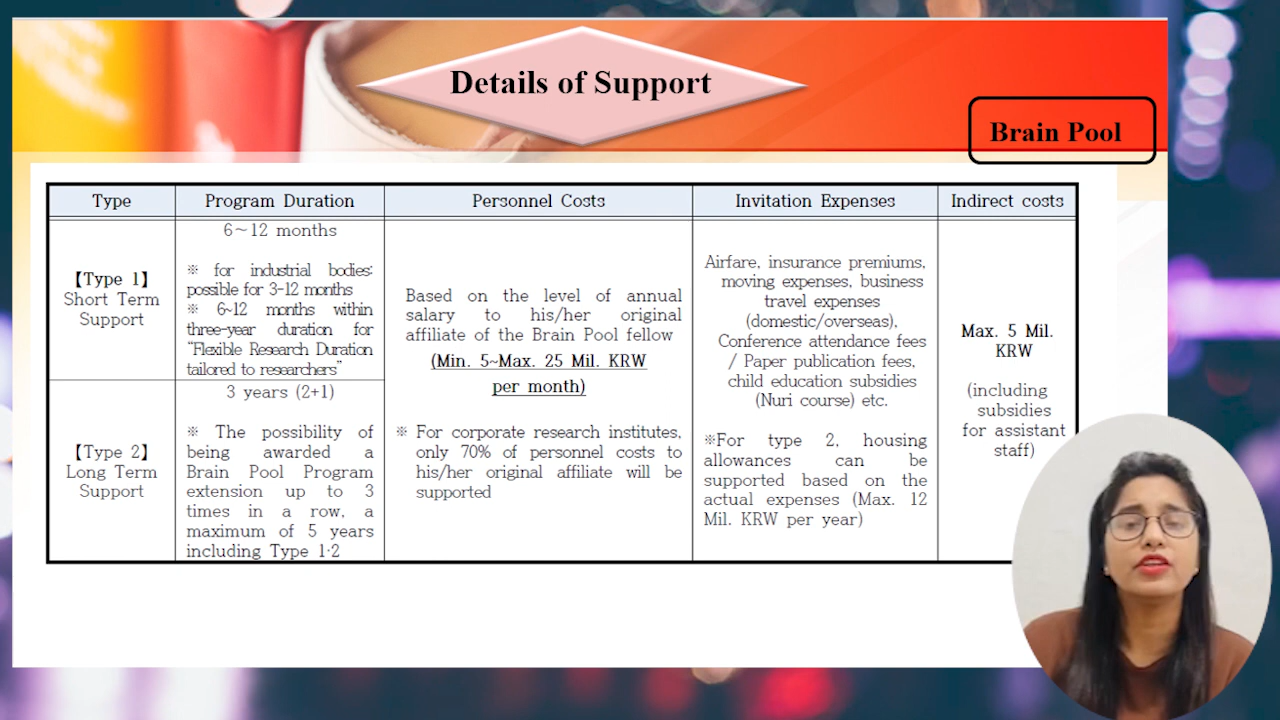 Details of Support
Brain Pool
Type
Program Duration
Personnel Costs
Invitation Expenses
Indirect costs
【Type 1】
Short Term
Support
6~12 months
※ for industrial bodies:
possible for 3-12 months
※ 6~12 months within
three-year duration for
"Flexible Research Duration
tailored to researchers"
【Type 2】
Long Term
Support
3 years (2+1)
※ The possibility of
being awarded a
Brain Pool Program
extension up to 3
times in a row, a
maximum of 5 years
including Type 1·2
Based on the level of annual
salary to his/her original
affiliate of the Brain Pool fellow
(Min. 5~Max. 25 Mil. KRW
per month)
※ For corporate research institutes,
only 70% of personnel costs to
his/her original affiliate will be
supported
Airfare, insurance premiums,
moving expenses, business
travel expenses
(domestic/overseas),
Conference attendance fees
/ Paper publication fees,
child education subsidies
(Nuri course) etc.
※For type 2, housing
allowances can be
supported based on the
actual expenses (Max. 12
Mil. KRW per year)
Max. 5 Mil.
KRW
(including
subsidies
for assistant
staff)